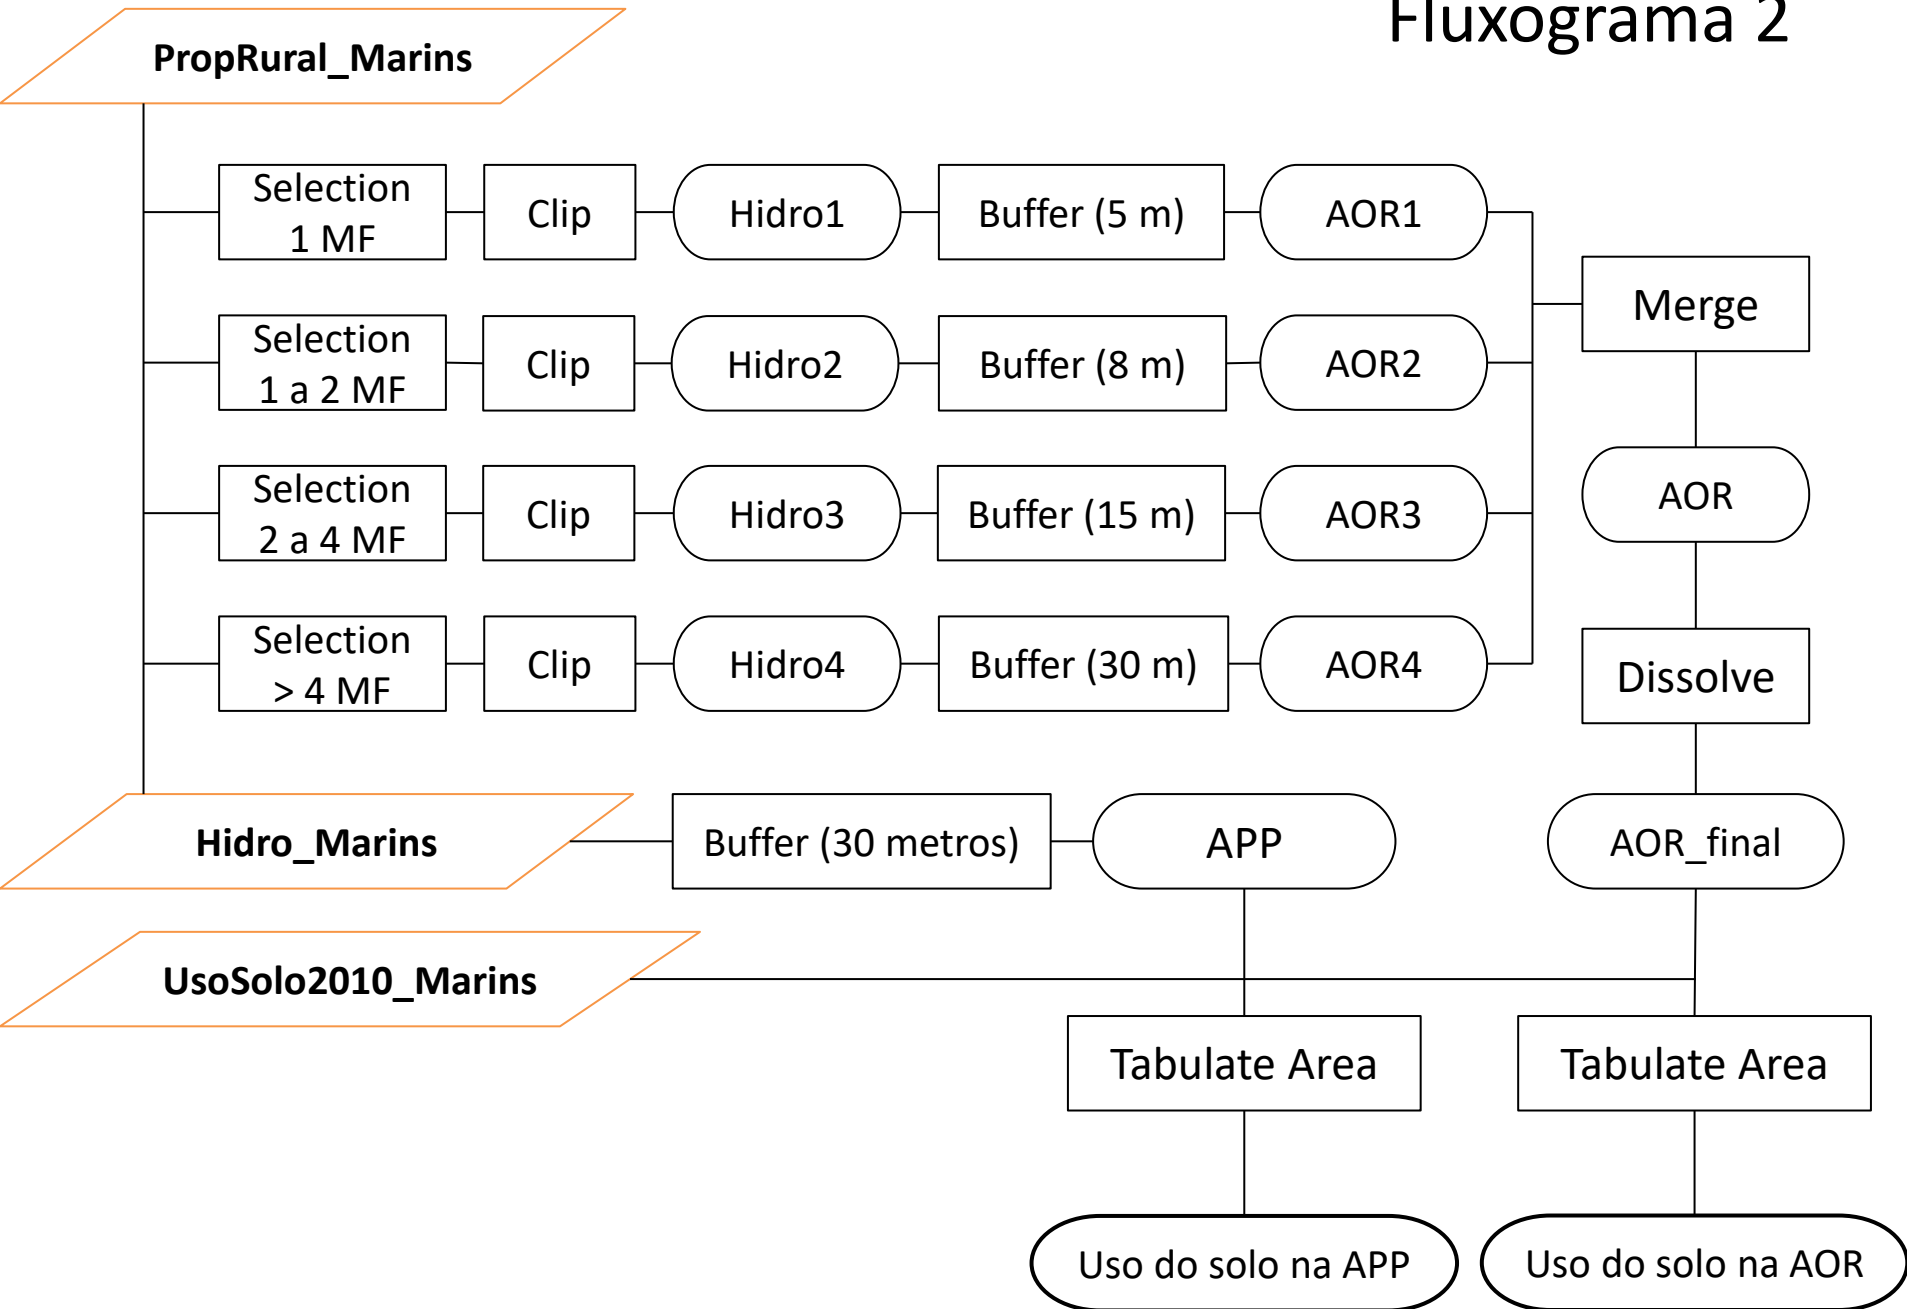 Fluxograma 2
PropRural_Marins
Selection
1 MF
Clip
Hidro1
Buffer (5 m)
AOR1
Selection
1 a 2 MF
Clip
Hidro2
Buffer (8 m)
AOR2
Selection
2 a 4 MF
Clip
Hidro3
Buffer (15 m)
AOR3
Selection
> 4 MF
Clip
Hidro4
Buffer (30 m)
AOR4
Merge
AOR
Dissolve
Hidro_Marins
Buffer (30 metros)
APP
AOR_final
UsoSolo2010_Marins
Tabulate Area
Tabulate Area
Uso do solo na APP
Uso do solo na AOR